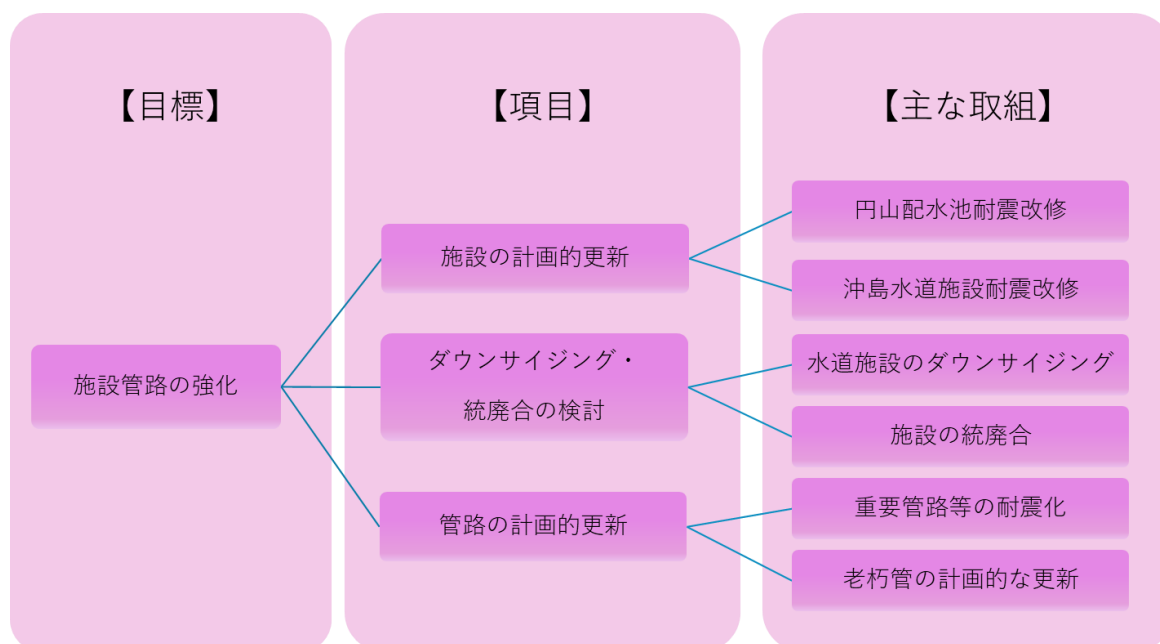 【目標】
【項目】
【主な取組】
施設管路の強化
施設の計画的更新
ダウンサイジング・
統廃合の検討
管路の計画的更新
円山配水池耐震改修
沖島水道施設耐震改修
水道施設のダウンサイジング
施設の統廃合
重要管路等の耐震化
老朽管の計画的な更新